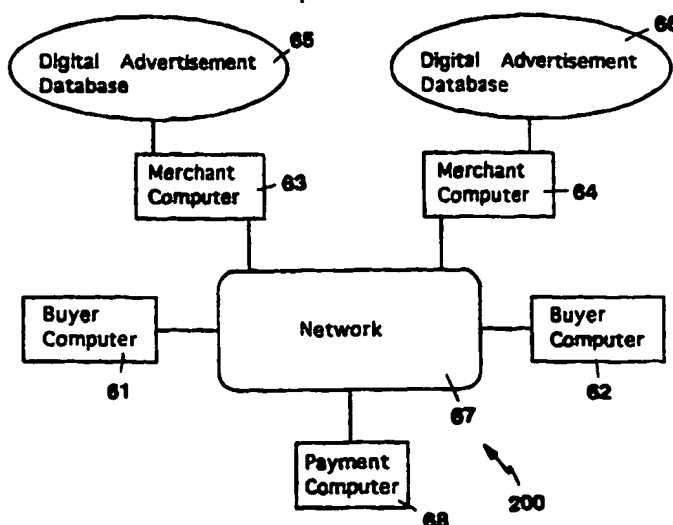 65
Digital Advertisement
Database
66
Digital Advertisement
Database
Merchant
Computer
63
Merchant
Computer
64
Buyer
Computer
61
Network
67
Buyer
Computer
62
Payment
Computer
68
200